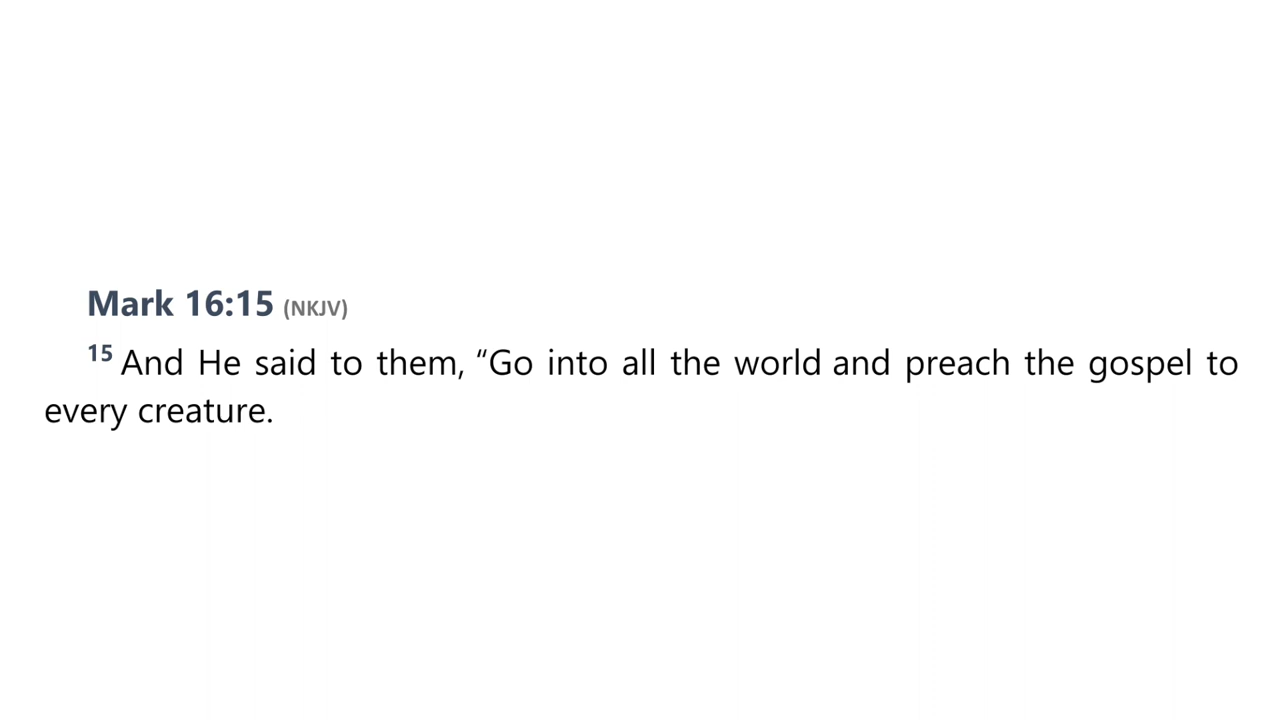 Mark 16:15 (NKJV)
15 And He said to them, “Go into all the world and preach the gospel to
every creature.